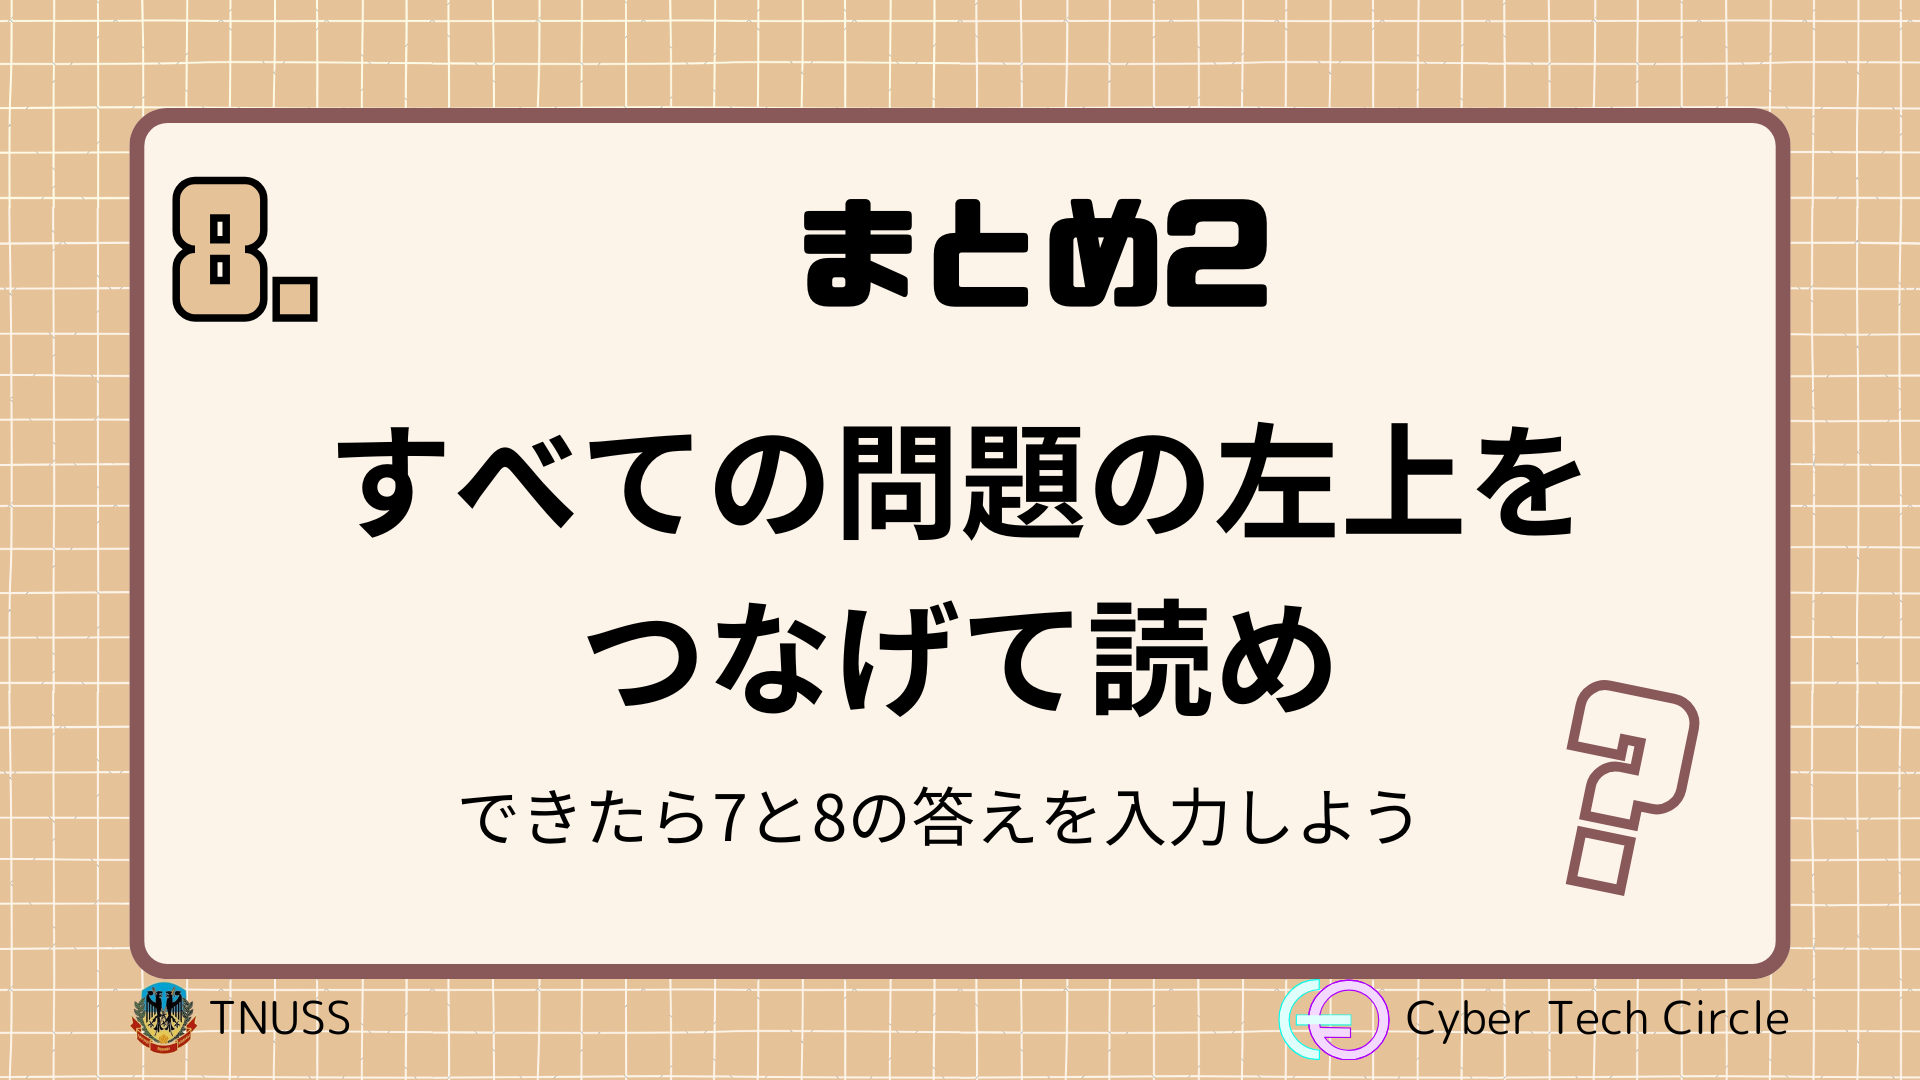 8.
まとめ2
すべての問題の左上を
つなげて読め
できたら7と8の答えを入力しよう
?
TNUSS
Cyber Tech Circle